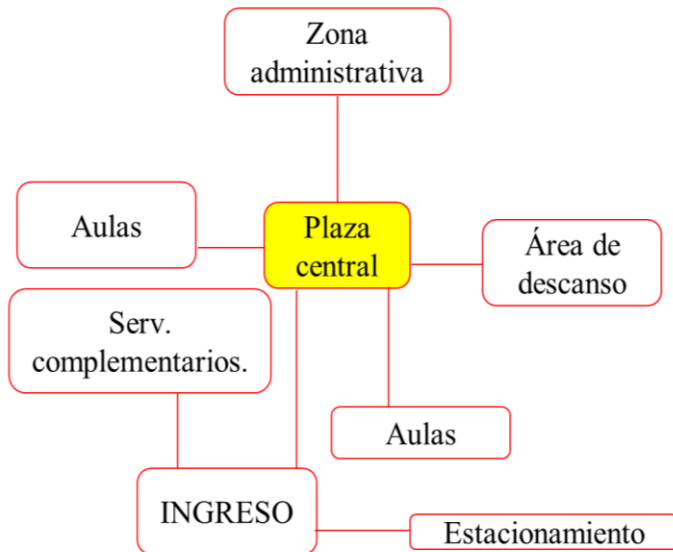 Zona
administrativa
Aulas
Plaza
central
Área de
descanso
Serv.
complementarios.
Aulas
INGRESO
Estacionamiento